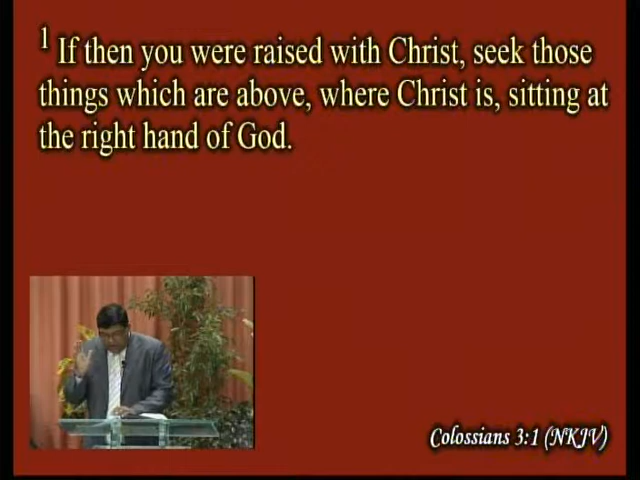 1 If then you were raised with Christ, seek those
things which are above, where Christ is, sitting at
the right hand of God.
Colossians 3:1 (NKJV)